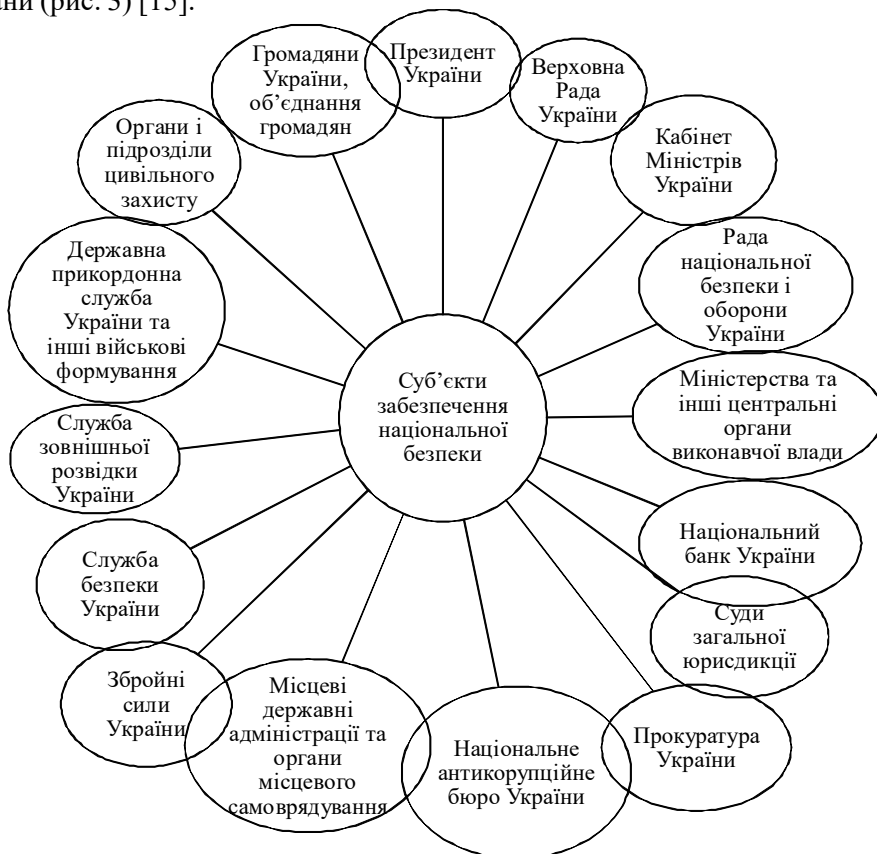 ани (рис. 3) [15].
Громадяни
України,
об’єднання
громадян
Президент
України
Верховна
Рада
України
Кабінет
Міністрів
України
Рада
національної
безпеки і
оборони
України
Міністерства та
інші центральні
органи
виконавчої влади
Національний
банк України
Суди
загальної
юрисдикції
Прокуратура
України
Національне
антикорупційне
бюро України
Місцеві
державні
адміністрації та
органи
місцевого
самоврядування
Збройні
сили
України
Служба
безпеки
України
Служба
зовнішньої
розвідки
України
Державна
прикордонна
служба
України та
інші військові
формування
Органи і
підрозділи
цивільного
захисту
Суб’єкти
забезпечення
національної
безпеки